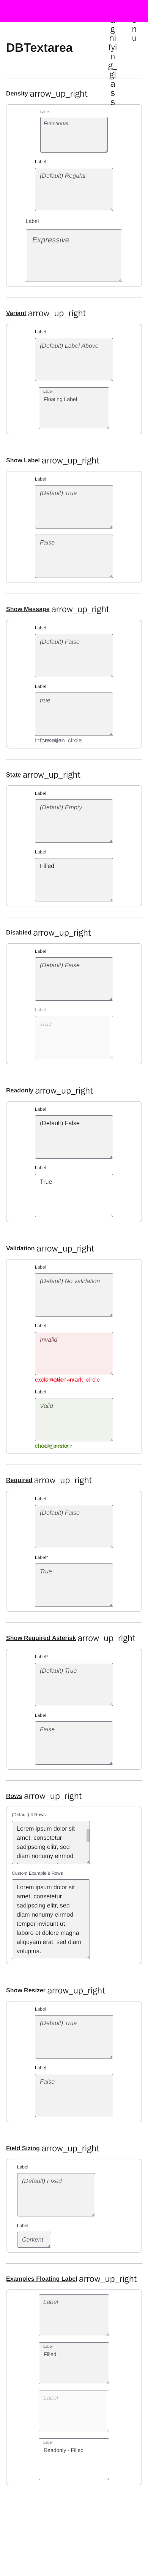 g
ni
fyi
n
g_
gl
a
s
s
n
u
DBTextarea
Density arrow_up_right
Label
Functional
Label
(Default) Regular
Label
Expressive
Variant arrow_up_right
Label
(Default) Label Above
Label
Floating Label
Show Label arrow_up_right
Label
(Default) True
False
Show Message arrow_up_right
Label
(Default) False
Label
true
State arrow_up_right
Label
(Default) Empty
Label
Filled
Disabled arrow_up_right
Label
(Default) False
Label
True
Readonly arrow_up_right
Label
(Default) False
Label
True
Validation arrow_up_right
Label
(Default) No validation
Label
Invalid
Label
Valid
Required arrow_up_right
Label
(Default) False
Label*
True
Show Required Asterisk arrow_up_right
Label*
(Default) True
Label
False
Rows arrow_up_right
(Default) 4 Rows
Lorem ipsum dolor sit
amet, consetetur
sadipscing elitr, sed
diam nonumy eirmod
Custom Example 8 Rows
Lorem ipsum dolor sit
amet, consetetur
sadipscing elitr, sed
diam nonumy eirmod
tempor invidunt ut
labore et dolore magna
aliquyam erat, sed diam
voluptua.
Show Resizer arrow_up_right
Label
(Default) True
Label
False
Field Sizing arrow_up_right
Label
(Default) Fixed
Label
Content
Examples Floating Label arrow_up_right
Label
Label
Filled
Label
Label
Readonly - Filled